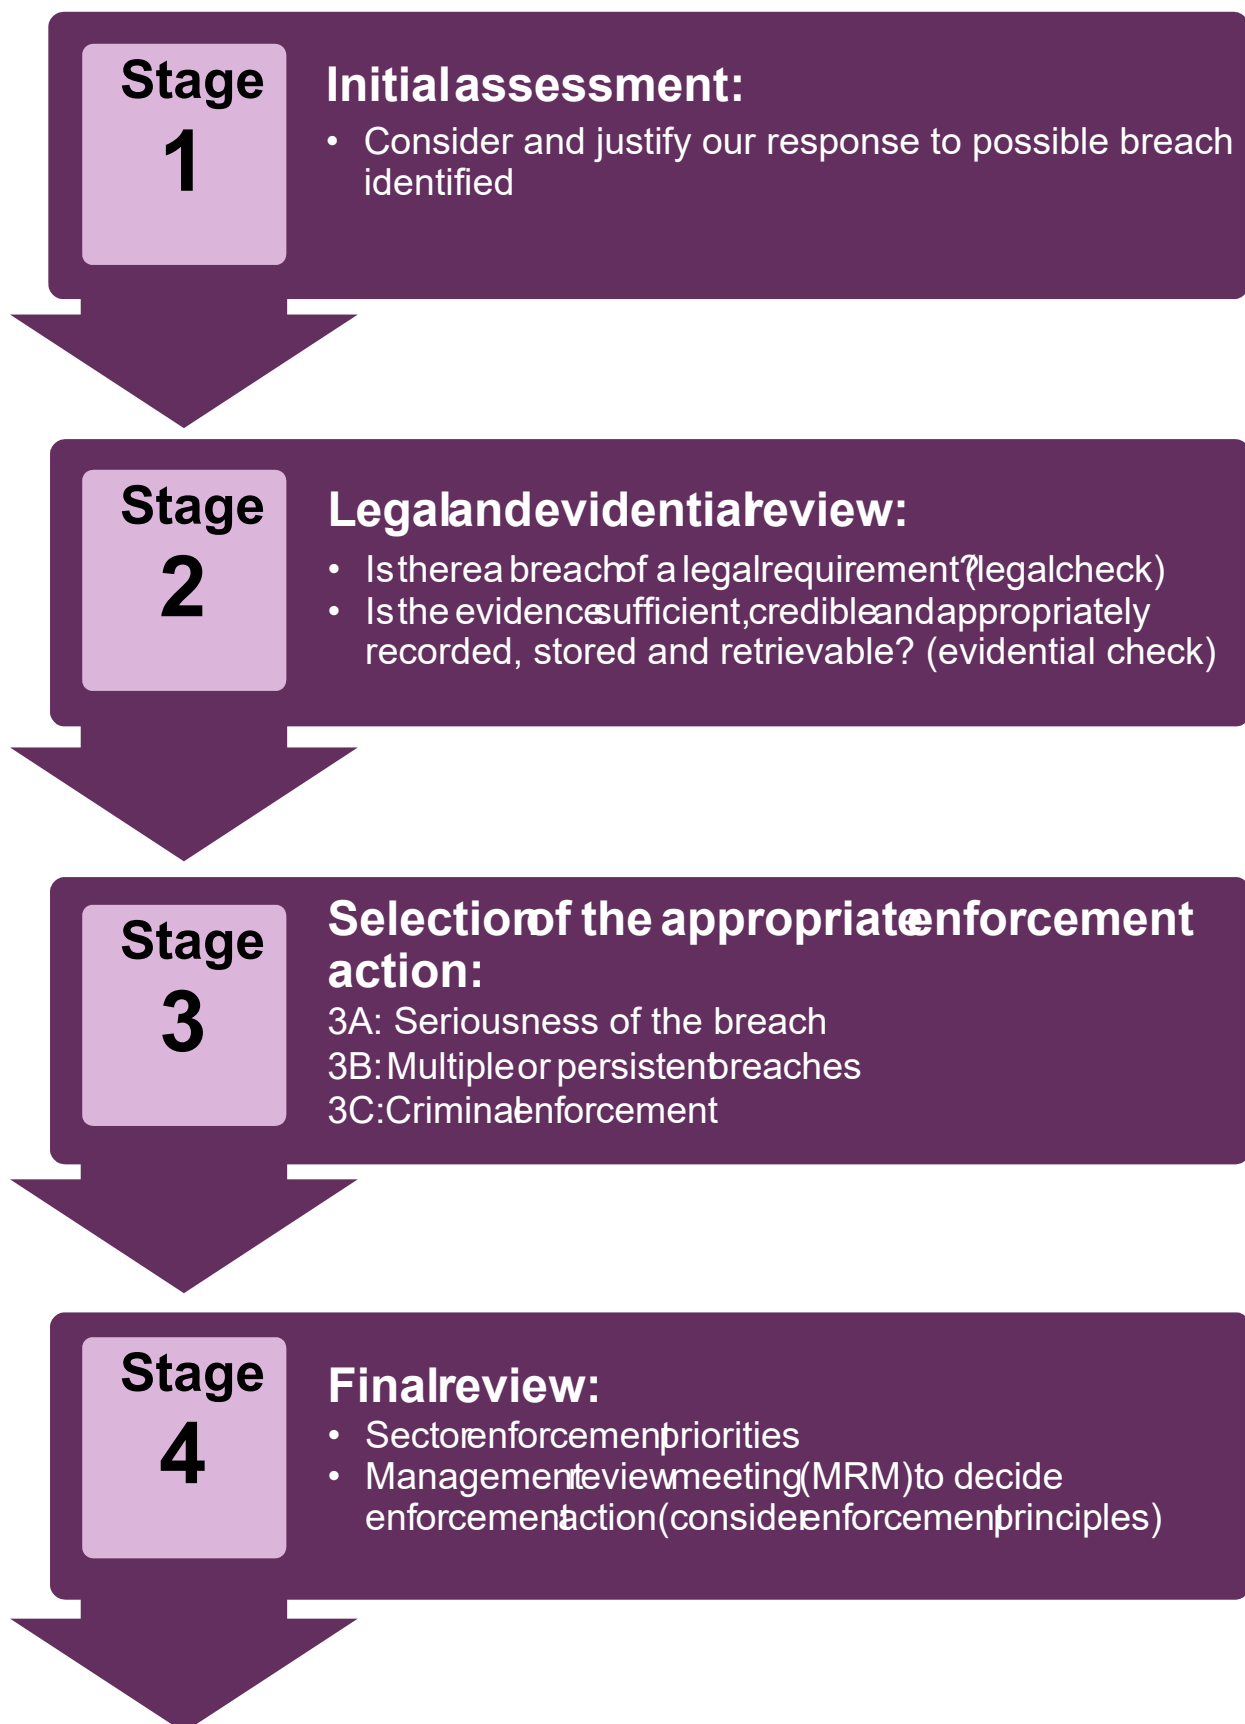 Stage
1
Initial assessment:
• Consider and justify our response to possible breach
identified
Stage
2
Legal and evidential review:
• Is there a breach of a legal requirement? (legal check)
• Is the evidence sufficient, credible and appropriately
recorded, stored and retrievable? (evidential check)
Stage
3
Selection of the appropriate enforcement
action:
3A: Seriousness of the breach
3B: Multiple or persistent breaches
3C: Criminal enforcement
Stage
4
Final review:
• Sector enforcement priorities
• Management review meeting (MRM) to decide
enforcement action (consider enforcement principles)